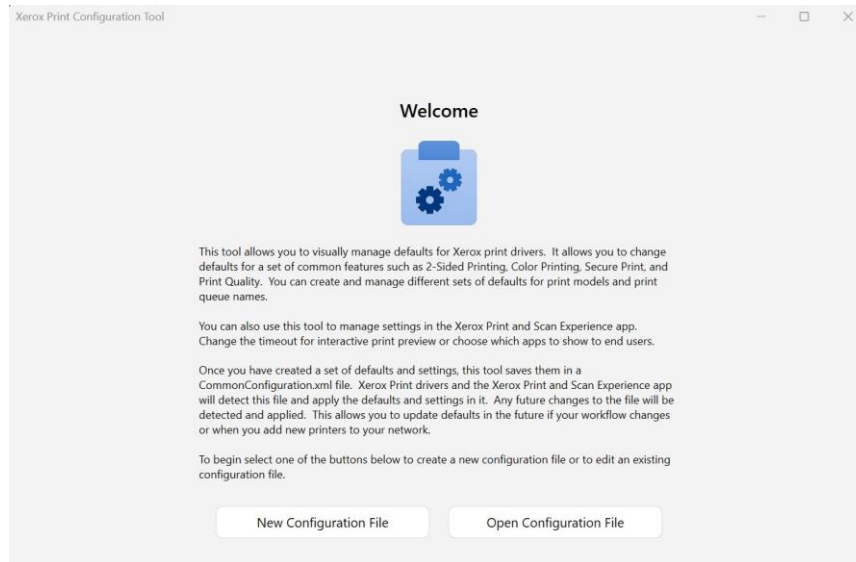 Xerox Print Configuration Tool
Welcome
This tool allows you to visually manage defaults for Xerox print drivers.  It allows you to change
defaults for a set of common features such as 2-Sided Printing, Color Printing, Secure Print, and
Print Quality.  You can create and manage different sets of defaults for print models and print
queue names.
You can also use this tool to manage settings in the Xerox Print and Scan Experience app.
Change the timeout for interactive print preview or choose which apps to show to end users.
Once you have created a set of defaults and settings, this tool saves them in a
CommonConfiguration.xml file.  Xerox Print drivers and the Xerox Print and Scan Experience app
will detect this file and apply the defaults and settings in it.  Any future changes to the file will be
detected and applied.  This allows you to update defaults in the future if your workflow changes
or when you add new printers to your network.
To begin select one of the buttons below to create a new configuration file or to edit an existing
configuration file.
New Configuration File
Open Configuration File